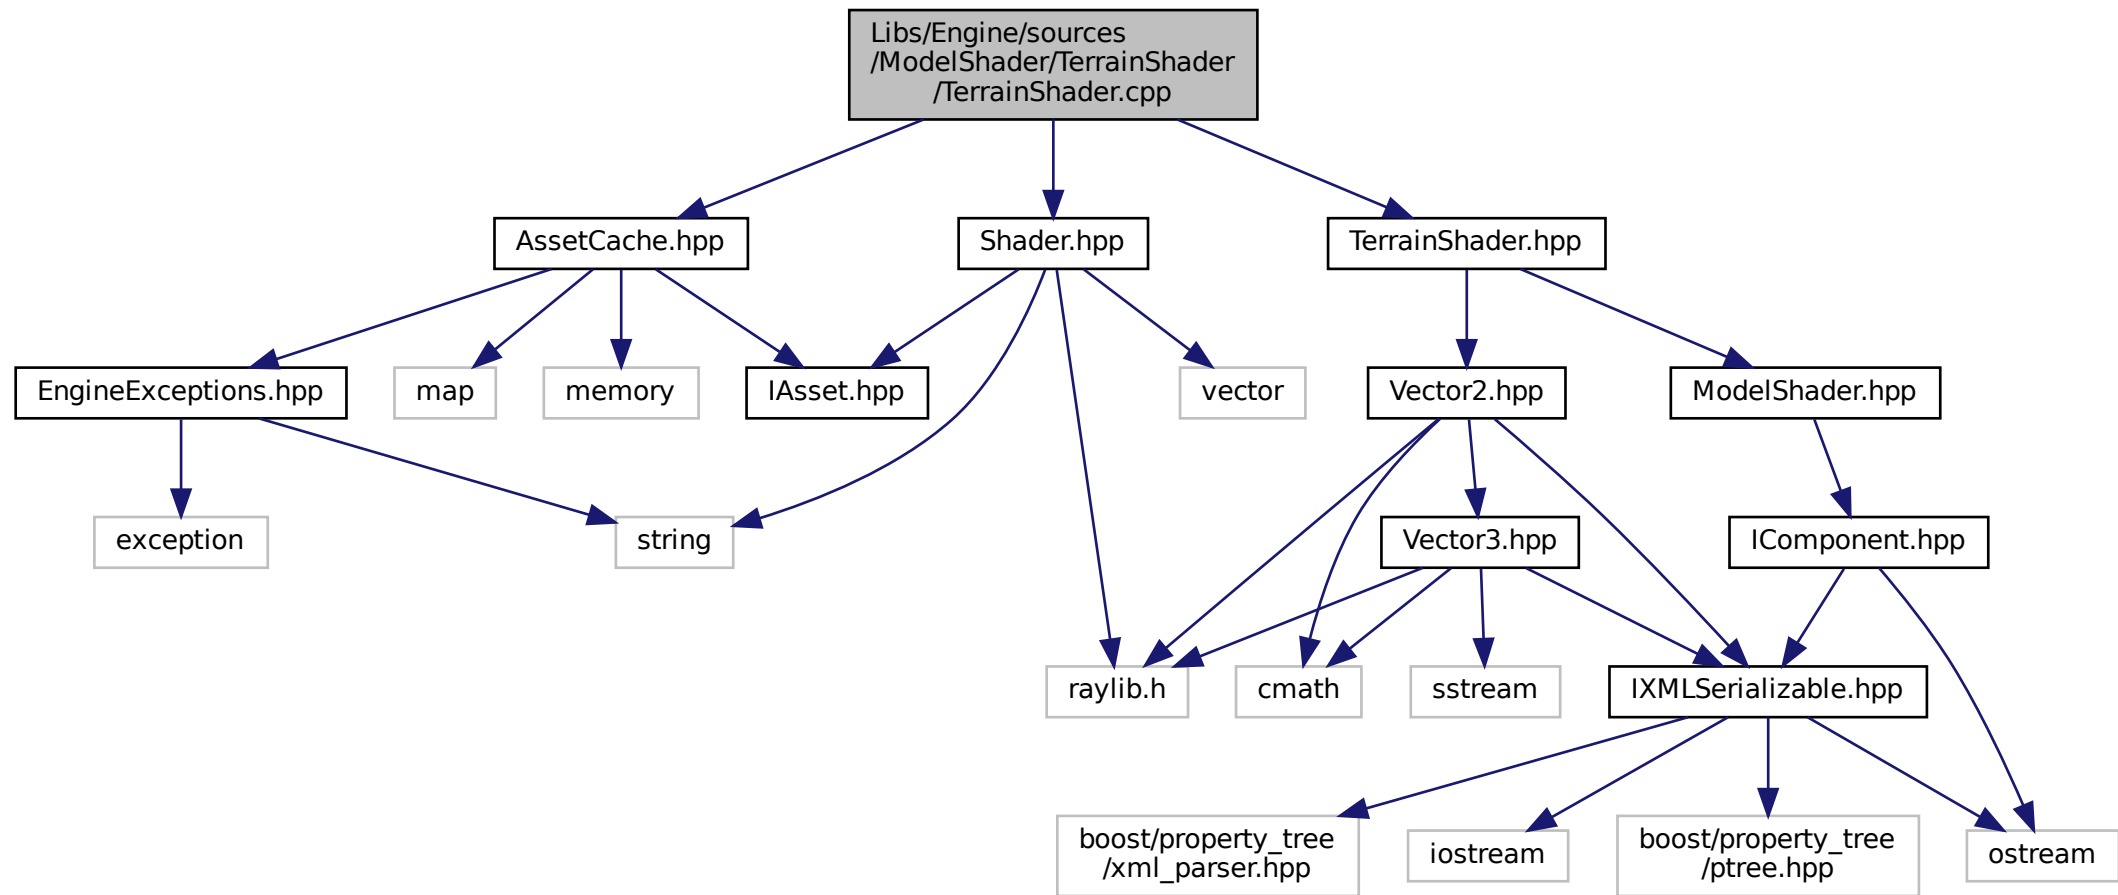 Libs/Engine/sources
/ModelShader/TerrainShader
/TerrainShader.cpp
AssetCache.hpp
Shader.hpp
TerrainShader.hpp
EngineExceptions.hpp
map
memory
IAsset.hpp
vector
Vector2.hpp
ModelShader.hpp
exception
string
Vector3.hpp
IComponent.hpp
raylib.h
cmath
sstream
IXMLSerializable.hpp
boost/property_tree
/xml_parser.hpp
iostream
boost/property_tree
/ptree.hpp
ostream